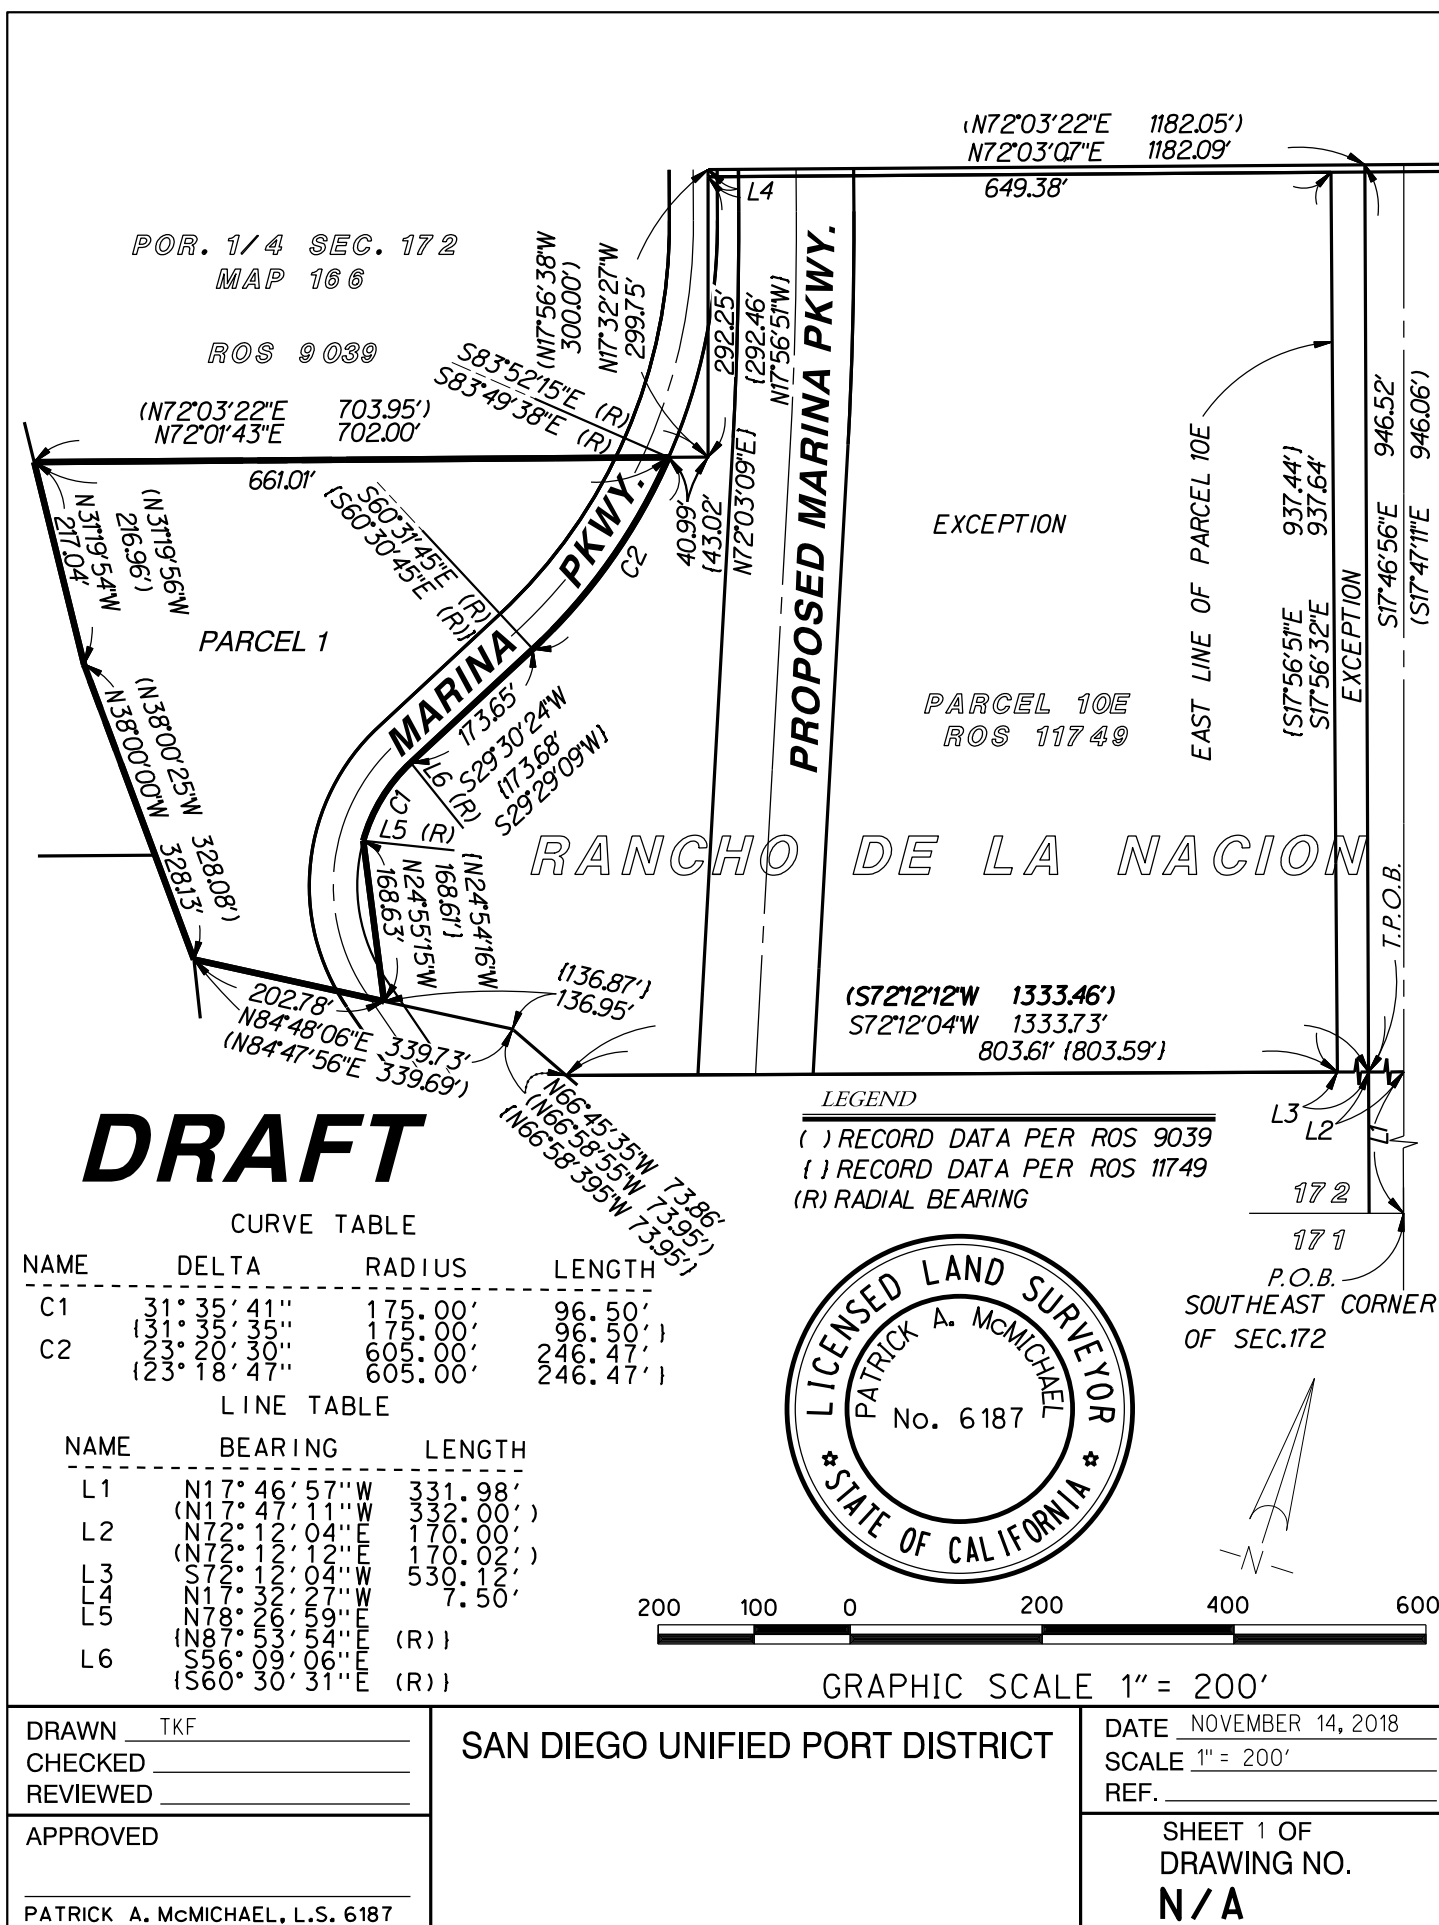 (N72°03'22"E 1182.05')
N72°03'07"E 1182.09'
649.38'
L4
POR. 1/4 SEC. 172
MAP 166
ROS 9039
(N17°56'38"W
300.00')
N17°32'27"W
299.75'
292.25'
{292.46'
N17°56'51"W}
S83°52'15"E (R)
S83°49'38"E (R)
(N72°03'22"E 703.95')
N72°01'43"E 702.00'
661.01'
(N31°19'56"W
216.96')
N31°19'54"W
217.04'
{S60°30'45"E (R)}
S60°31'45"E (R)
MARINA PKWY.
C2
40.99'
{43.02'
N72°03'09"E}
PROPOSED MARINA PKWY.
EXCEPTION
EAST LINE OF PARCEL 10E
{S17°56'51"E 937.44'}
S17°56'32"E 937.64'
EXCEPTION
S17°46'56"E 946.52'
(S17°47'11"E 946.06')
PARCEL 1
PARCEL 10E
ROS 11749
(N38°00'25"W 328.08')
N38°00'00"W 328.13'
173.65'
S29°30'24"W
{173.68'
S29°29'09"W}
L6 (R)
C1
L5 (R)
{N24°54'16"W
168.61'}
N24°55'15"W
168.63'
RANCHO DE LA NACION
T.P.O.B.
{136.87'}
136.95'
202.78'
N84°48'06"E 339.73'
(N84°47'56"E 339.69')
(S72°12'12"W 1333.46')
S72°12'04"W 1333.73'
803.61' {803.59'}
N66°45'35"W 73.86'
(N66°58'55"W 73.95')
{N66°58'395"W 73.95'}
L3
L2
L1
DRAFT
LEGEND
( ) RECORD DATA PER ROS 9039
{ } RECORD DATA PER ROS 11749
(R) RADIAL BEARING
172
171
P.O.B.
SOUTHEAST CORNER
OF SEC.172
CURVE TABLE
NAME DELTA RADIUS LENGTH
C1 31°35'41" 175.00' 96.50'
{31°35'35" 175.00' 96.50'}
C2 23°20'30" 605.00' 246.47'
{23°18'47" 605.00' 246.47'}
LINE TABLE
NAME BEARING LENGTH
L1 N17°46'57"W 331.98'
(N17°47'11"W 332.00')
L2 N72°12'04"E 170.00'
(N72°12'12"E 170.02')
L3 S72°12'04"W 530.12'
L4 N17°32'27"W 7.50'
L5 N78°26'59"E
{N87°53'54"E (R)}
L6 S56°09'06"E
{S60°30'31"E (R)}
LICENSED LAND SURVEYOR
PATRICK A. McMICHAEL
No. 6187
STATE OF CALIFORNIA
N
200 100 0 200 400 600
GRAPHIC SCALE 1" = 200'
DRAWN TKF
CHECKED
REVIEWED
APPROVED
PATRICK A. McMICHAEL, L.S. 6187
SAN DIEGO UNIFIED PORT DISTRICT
DATE NOVEMBER 14, 2018
SCALE 1" = 200'
REF.
SHEET 1 OF
DRAWING NO.
N/A